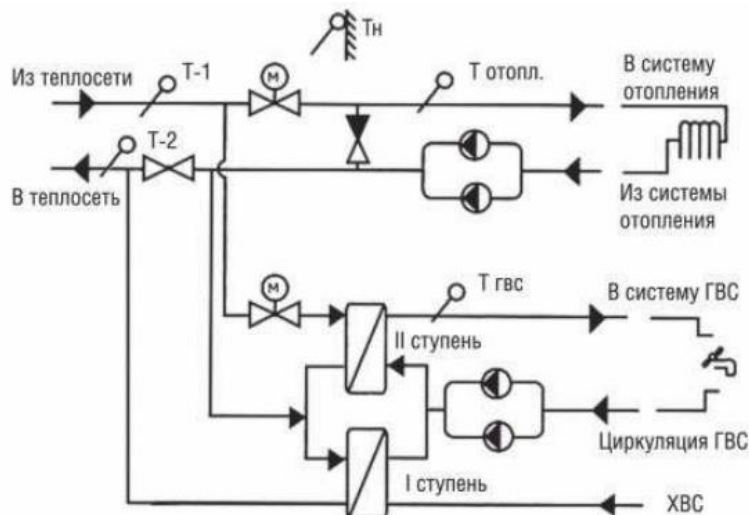 Тн
Из теплосети
Т-1
М
Т отопл.
В систему
отопления
Т-2
В теплосеть
Из системы
отопления
М
Т гвс
В систему ГВС
II ступень
Циркуляция ГВС
I ступень
ХВС